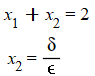 x₁ + x₂ = 2
x₂ = δ/ϵ